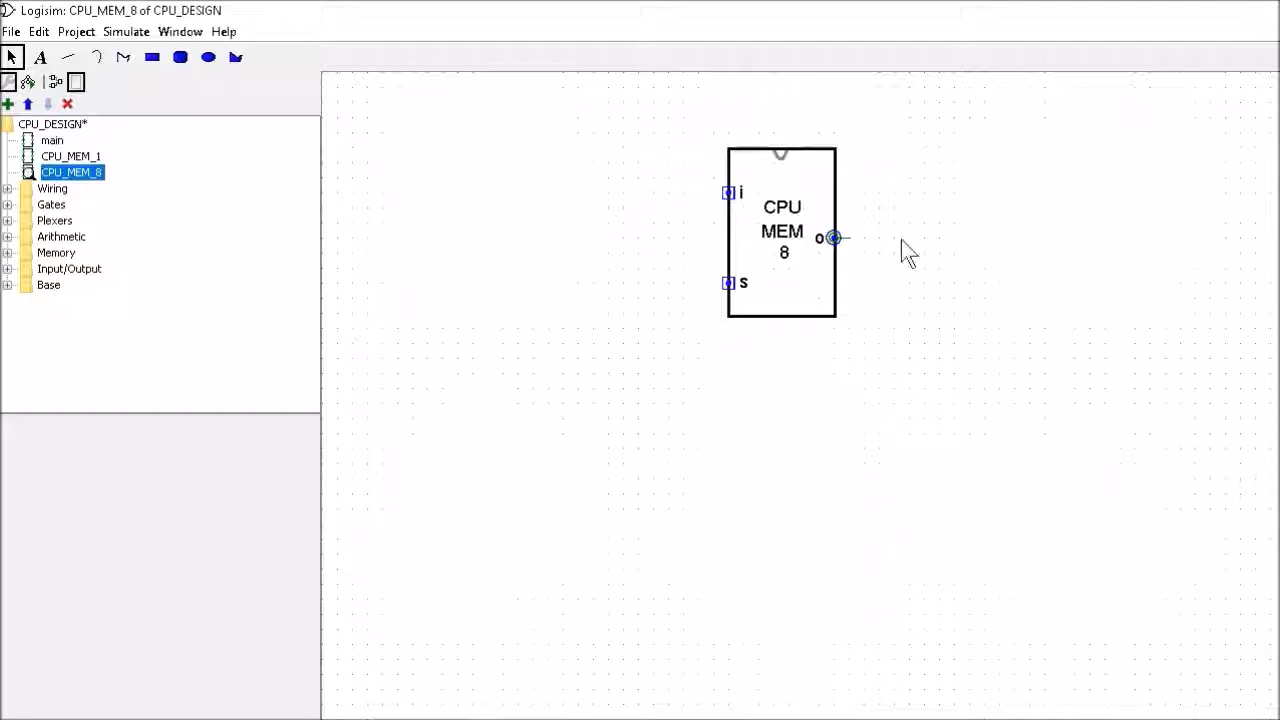 Logisim: CPU_MEM_8 of CPU_DESIGN
File Edit Project Simulate Window Help
A
CPU_DESIGN*
main
CPU_MEM_1
CPU_MEM_8
Wiring
Gates
Plexers
Arithmetic
Memory
Input/Output
Base
i
CPU
MEM
8
o
s